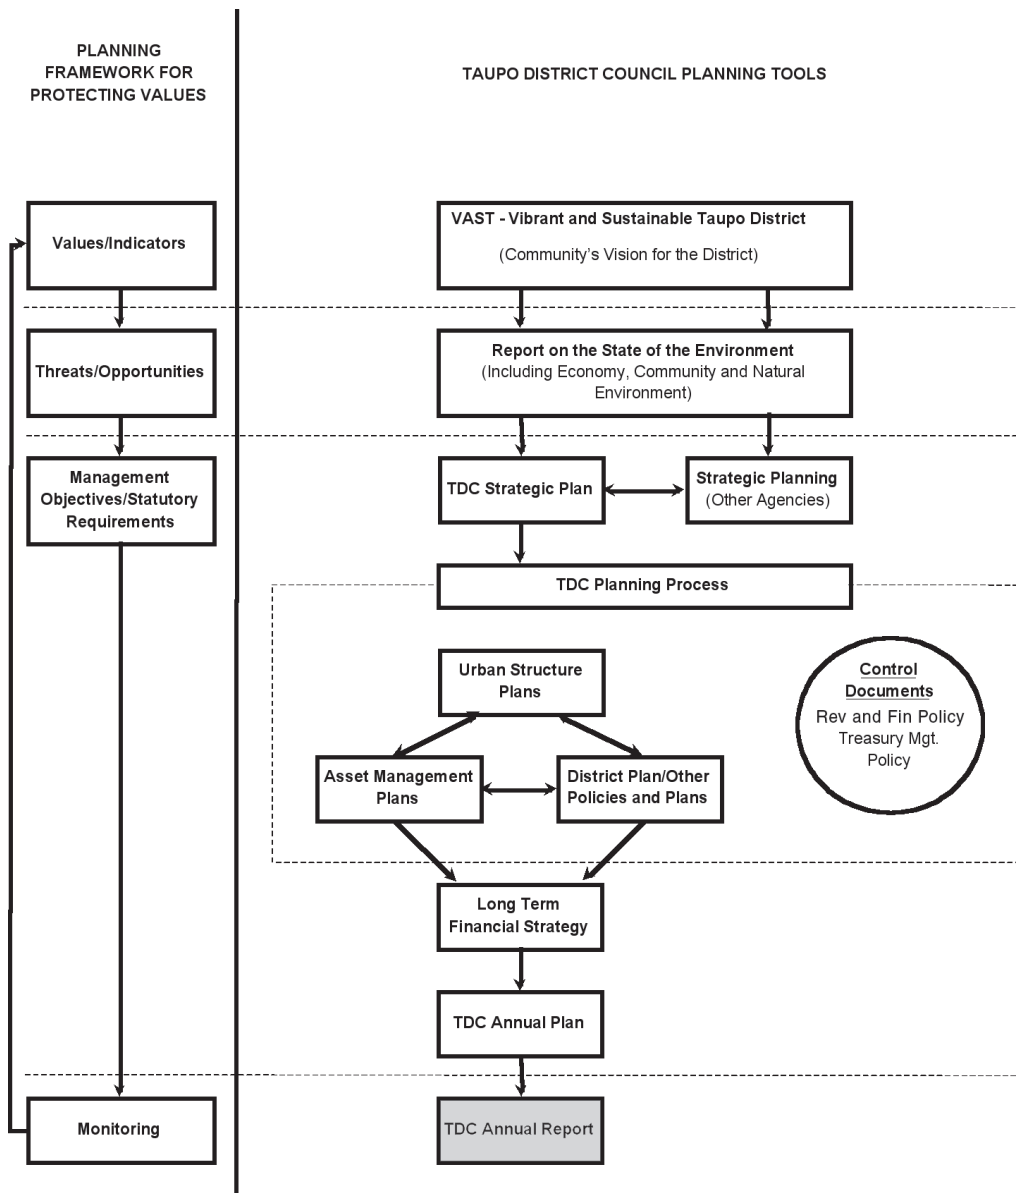 PLANNING
FRAMEWORK FOR
PROTECTING VALUES
TAUPO DISTRICT COUNCIL PLANNING TOOLS
Values/Indicators
VAST - Vibrant and Sustainable Taupo District
(Community's Vision for the District)
Threats/Opportunities
Report on the State of the Environment
(Including Economy, Community and Natural
Environment)
Management
Objectives/Statutory
Requirements
TDC Strategic Plan
Strategic Planning
(Other Agencies)
TDC Planning Process
Urban Structure
Plans
Control
Documents
Rev and Fin Policy
Treasury Mgt.
Policy
Asset Management
Plans
District Plan/Other
Policies and Plans
Long Term
Financial Strategy
TDC Annual Plan
Monitoring
TDC Annual Report